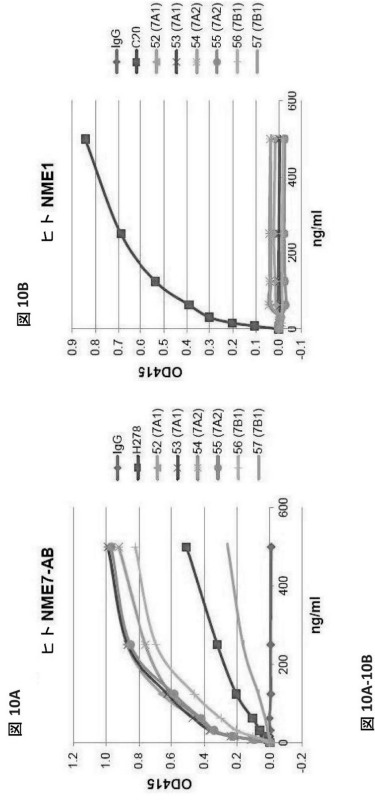 図 10A
ヒト NME7-AB
OD415
1.2
1.0
0.8
0.6
0.4
0.2
0.0
-0.2
0
200
400
600
ng/ml
IgG
H278
52 (7A1)
53 (7A1)
54 (7A2)
55 (7A2)
56 (7B1)
57 (7B1)
図 10B
ヒト NME1
OD415
0.9
0.8
0.7
0.6
0.5
0.4
0.3
0.2
0.1
0.0
-0.1
0
200
400
600
ng/ml
IgG
C20
52 (7A1)
53 (7A1)
54 (7A2)
55 (7A2)
56 (7B1)
57 (7B1)
図 10A-10B